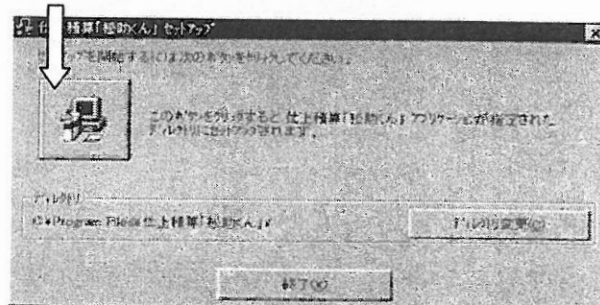 仕上積算「松助くん」 セットアップ
セットアップを開始するには次のボタンをクリックしてください。
このボタンをクリックすると 仕上積算「松助くん」 アプリケーションが指定された
ディレクトリにセットアップされます。
ディレクトリ
C:¥Program Files¥仕上積算「松助くん」¥
ディレクトリ変更(C)
終了(X)